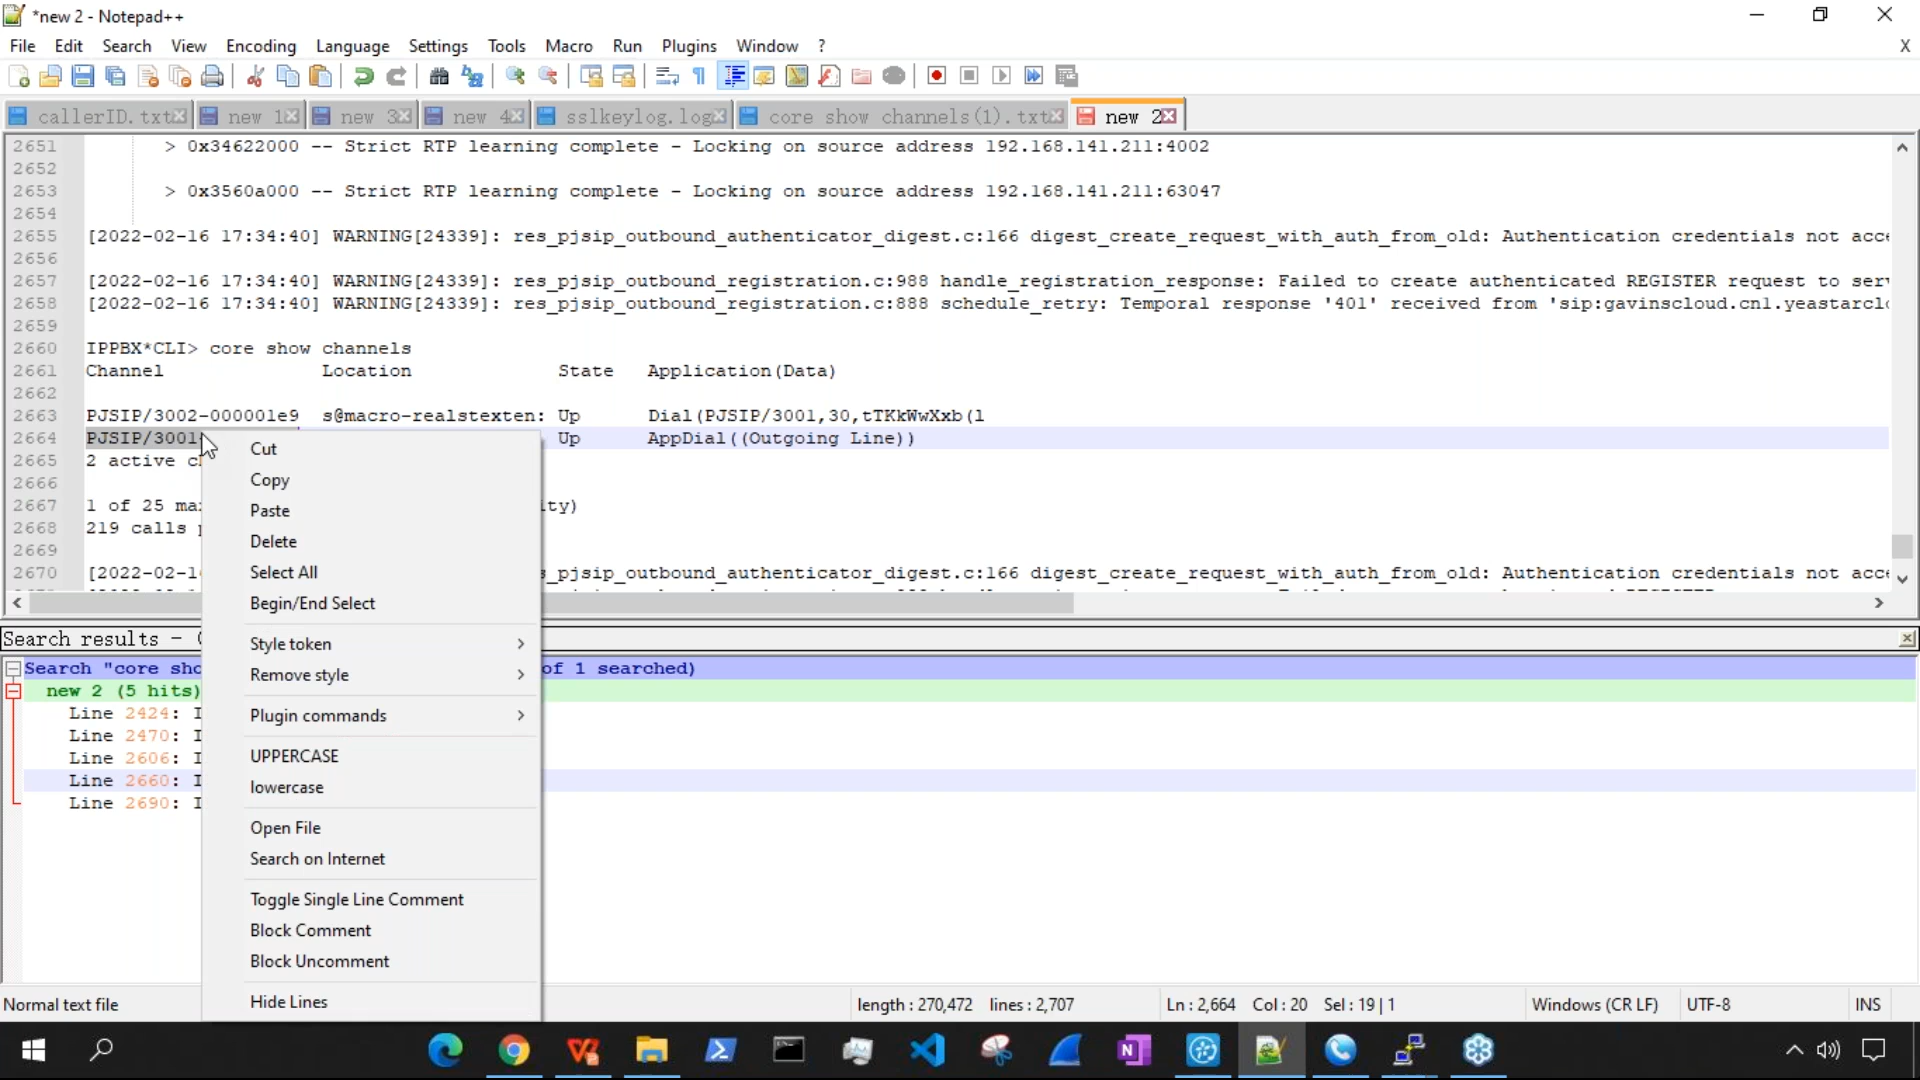 *new 2 - Notepad++
File Edit Search View Encoding Language Settings Tools Macro Run Plugins Window ? X
callerID.txt new 1 new 3 new 4 sslkeylog.log core show channels(1).txt new 2
2651 > 0x34622000 -- Strict RTP learning complete - Locking on source address 192.168.141.211:4002
2652
2653 > 0x3560a000 -- Strict RTP learning complete - Locking on source address 192.168.141.211:63047
2654
2655 [2022-02-16 17:34:40] WARNING[24339]: res_pjsip_outbound_authenticator_digest.c:166 digest_create_request_with_auth_from_old: Authentication credentials not acce
2656
2657 [2022-02-16 17:34:40] WARNING[24339]: res_pjsip_outbound_registration.c:988 handle_registration_response: Failed to create authenticated REGISTER request to ser
2658 [2022-02-16 17:34:40] WARNING[24339]: res_pjsip_outbound_registration.c:888 schedule_retry: Temporal response '401' received from 'sip:gavinscloud.cn1.yeastarcl
2659
2660 IPPBX*CLI> core show channels
2661 Channel Location State Application(Data)
2662
2663 PJSIP/3002-000001e9 s@macro-realstexten: Up Dial(PJSIP/3001,30,tTKkWwXxb(l
2664 PJSIP/3001 Up AppDial((Outgoing Line))
2665 2 active c
2666
2667 1 of 25 ma ity)
2668 219 calls
2669
2670 [2022-02-1 s_pjsip_outbound_authenticator_digest.c:166 digest_create_request_with_auth_from_old: Authentication credentials not acce
Cut
Copy
Paste
Delete
Select All
Begin/End Select
Style token
Remove style
Plugin commands
UPPERCASE
lowercase
Open File
Search on Internet
Toggle Single Line Comment
Block Comment
Block Uncomment
Hide Lines
Search results - (
Search "core sho of 1 searched)
new 2 (5 hits)
Line 2424: I
Line 2470: I
Line 2606: I
Line 2660: I
Line 2690: I
Normal text file length : 270,472 lines : 2,707 Ln : 2,664 Col : 20 Sel : 19 | 1 Windows (CR LF) UTF-8 INS